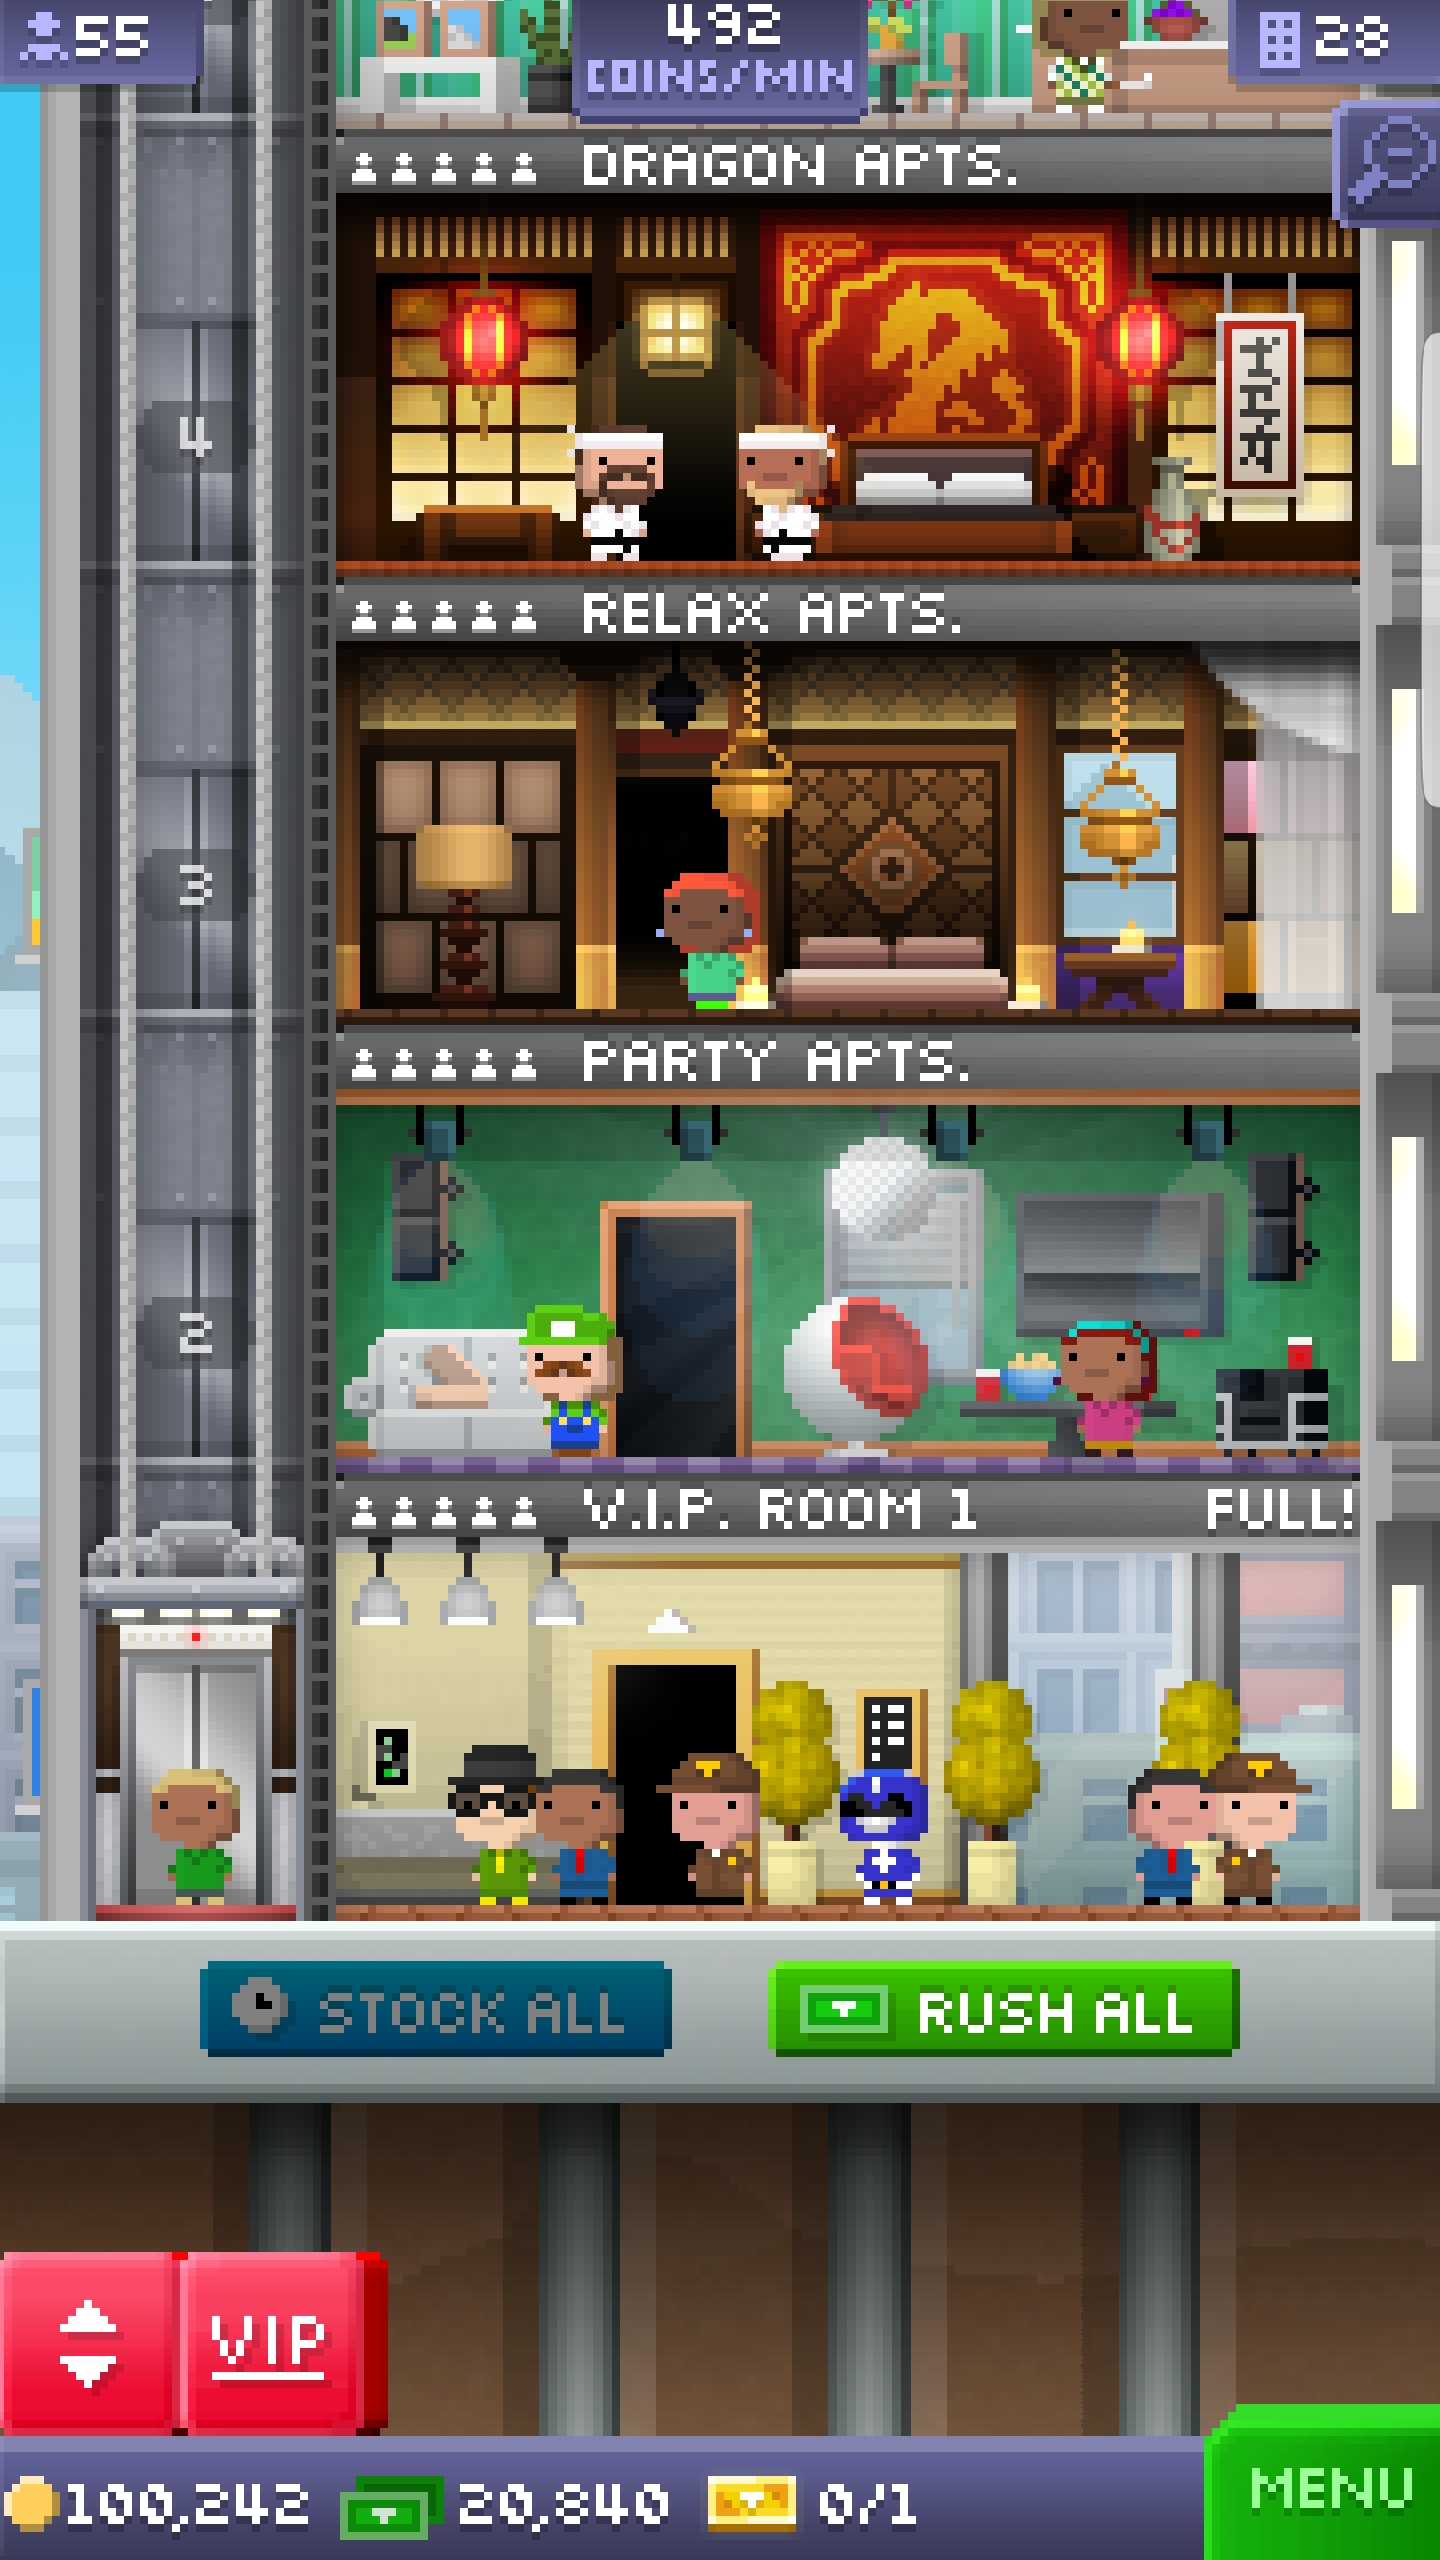 55
492
COINS/MIN
28
DRAGON APTS.
4
RELAX APTS.
3
PARTY APTS.
2
V.I.P. ROOM 1 FULL!
STOCK ALL
RUSH ALL
VIP
100,242
20,840
0/1
MENU